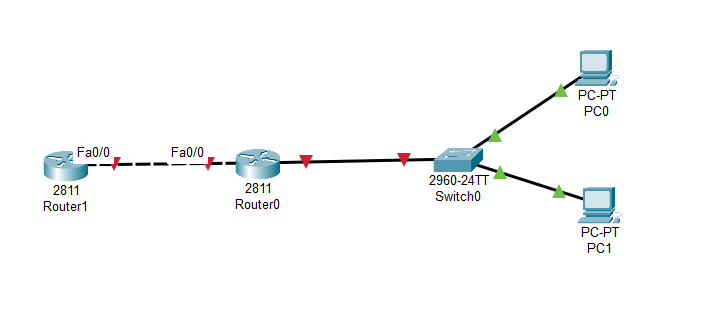 PC-PT
PC0
Fa0/0
Fa0/0
2811
Router1
2811
Router0
2960-24TT
Switch0
PC-PT
PC1